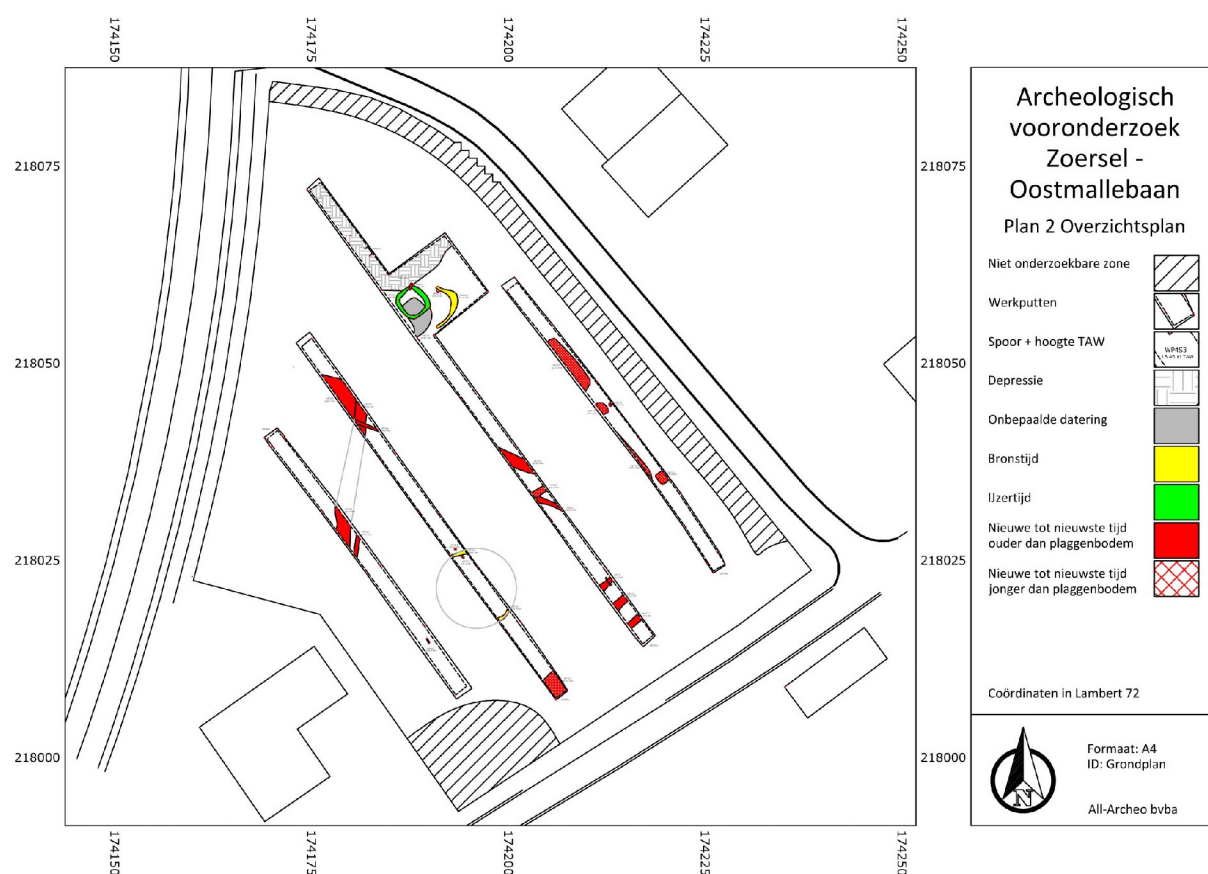 174150
174175
174200
174225
174250
218075
218075
218050
218050
218025
218025
218000
218000
174150
174175
174200
174225
174250
Archeologisch
vooronderzoek
Zoersel -
Oostmallebaan
Plan 2 Overzichtsplan
Niet onderzoekbare zone
Werkputten
Spoor + hoogte TAW
WP4S3
Depressie
Onbepaalde datering
Bronstijd
IJzertijd
Nieuwe tot nieuwste tijd
ouder dan plaggenbodem
Nieuwe tot nieuwste tijd
jonger dan plaggenbodem
Coördinaten in Lambert 72
N
Formaat: A4
ID: Grondplan
All-Archeo bvba